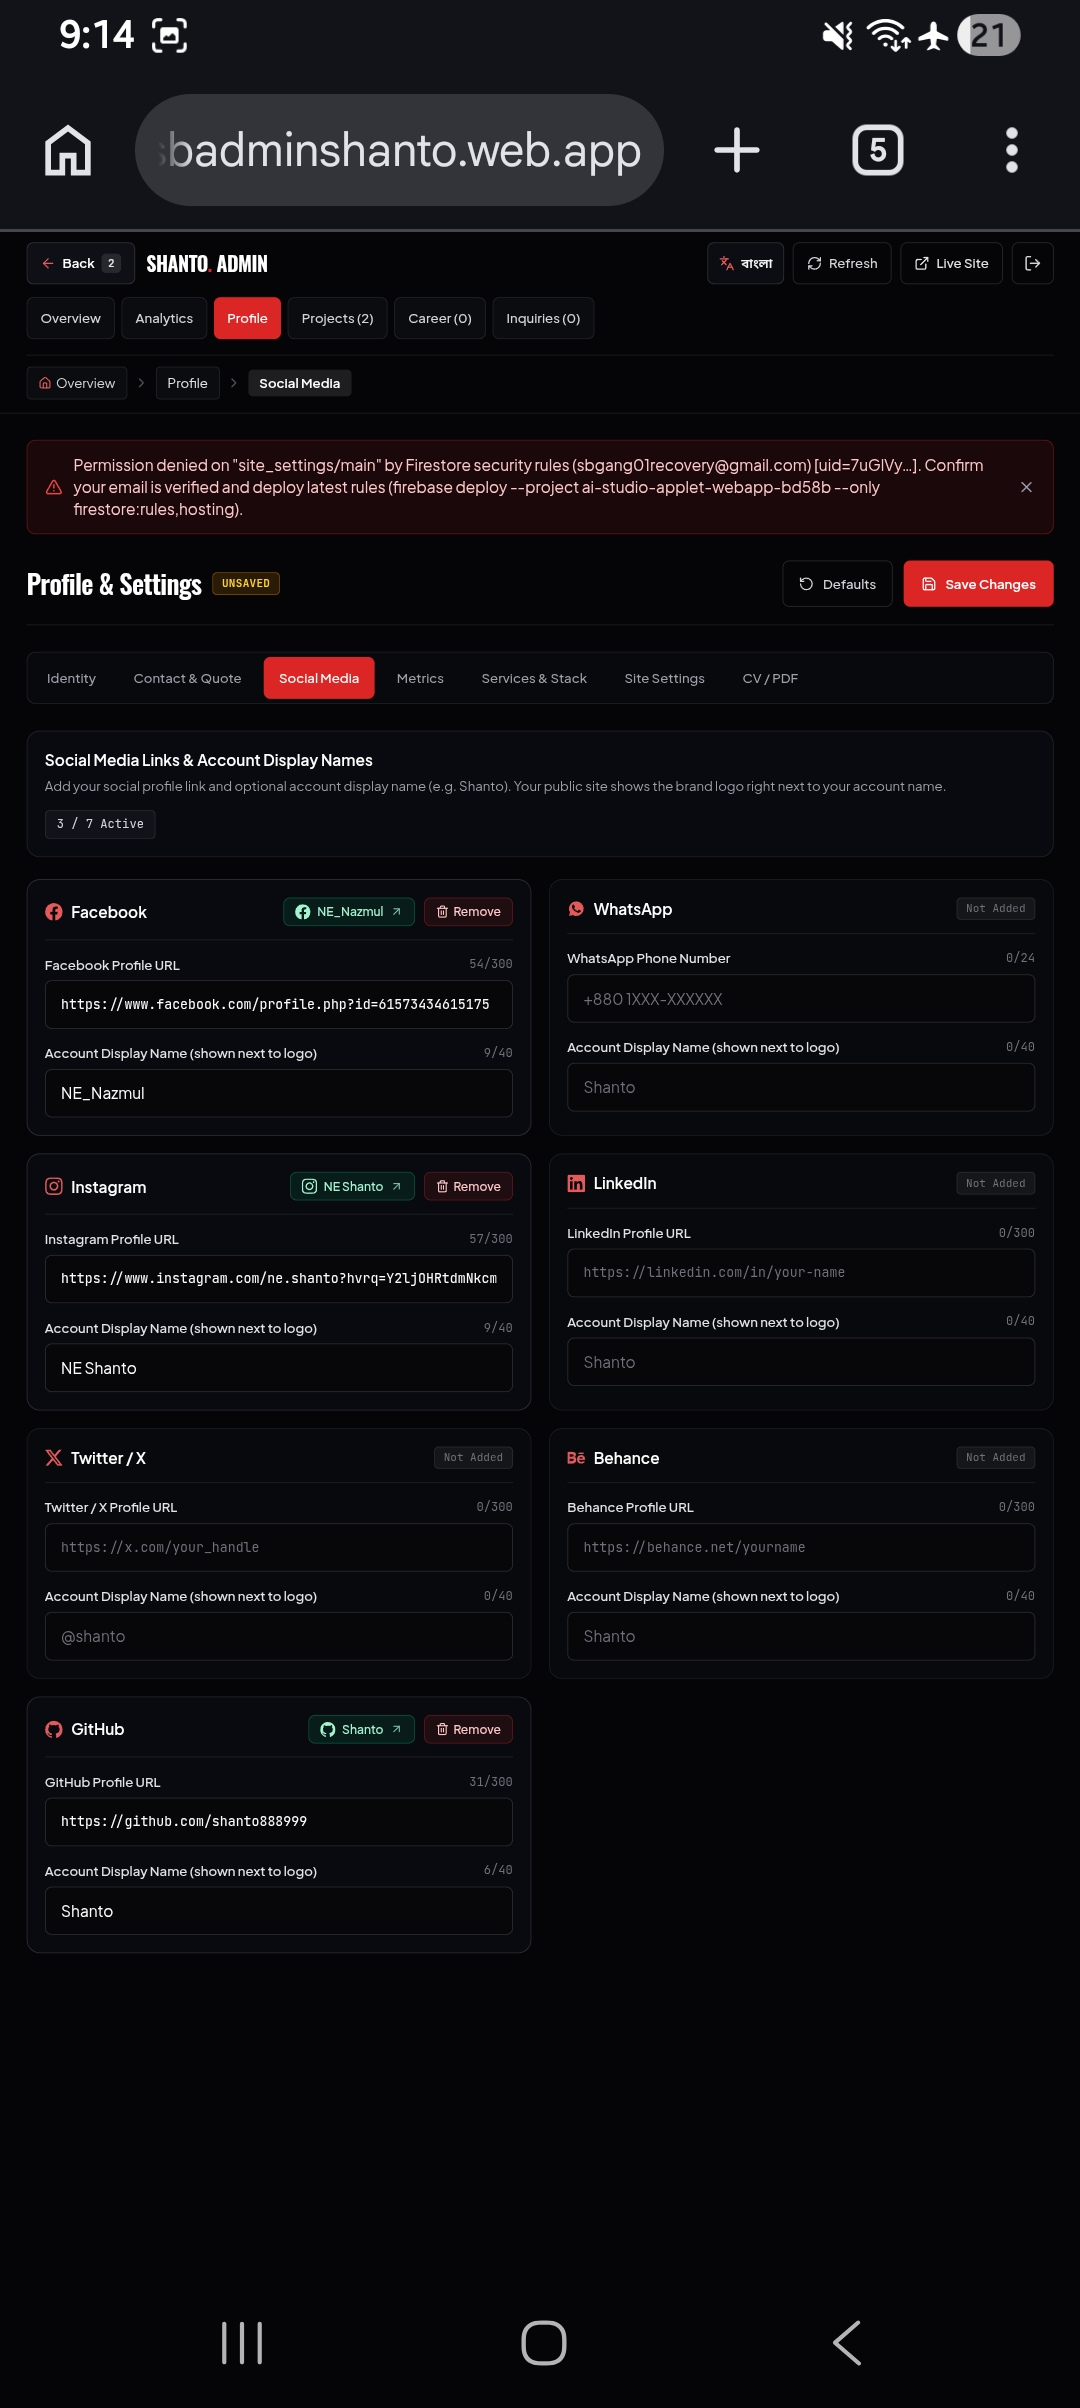 9:14
21
sbadminshanto.web.app
5
Back 2
SHANTO. ADMIN
বাংলা
Refresh
Live Site
Overview
Analytics
Profile
Projects (2)
Career (0)
Inquiries (0)
Overview
Profile
Social Media
Permission denied on "site_settings/main" by Firestore security rules (sbgang01recovery@gmail.com) [uid=7uGlVy…]. Confirm
your email is verified and deploy latest rules (firebase deploy --project ai-studio-applet-webapp-bd58b --only
firestore:rules,hosting).
Profile & Settings
UNSAVED
Defaults
Save Changes
Identity
Contact & Quote
Social Media
Metrics
Services & Stack
Site Settings
CV / PDF
Social Media Links & Account Display Names
Add your social profile link and optional account display name (e.g. Shanto). Your public site shows the brand logo right next to your account name.
3 / 7 Active
Facebook
NE_Nazmul
Remove
Facebook Profile URL
54/300
https://www.facebook.com/profile.php?id=61573434615175
Account Display Name (shown next to logo)
9/40
NE_Nazmul
WhatsApp
Not Added
WhatsApp Phone Number
0/24
+880 1XXX-XXXXXX
Account Display Name (shown next to logo)
0/40
Shanto
Instagram
NE Shanto
Remove
Instagram Profile URL
57/300
https://www.instagram.com/ne.shanto?hvrq=Y2ljOHRtdmNkcm
Account Display Name (shown next to logo)
9/40
NE Shanto
LinkedIn
Not Added
LinkedIn Profile URL
0/300
https://linkedin.com/in/your-name
Account Display Name (shown next to logo)
0/40
Shanto
Twitter / X
Not Added
Twitter / X Profile URL
0/300
https://x.com/your_handle
Account Display Name (shown next to logo)
0/40
@shanto
Behance
Not Added
Behance Profile URL
0/300
https://behance.net/yourname
Account Display Name (shown next to logo)
0/40
Shanto
GitHub
Shanto
Remove
GitHub Profile URL
31/300
https://github.com/shanto888999
Account Display Name (shown next to logo)
6/40
Shanto